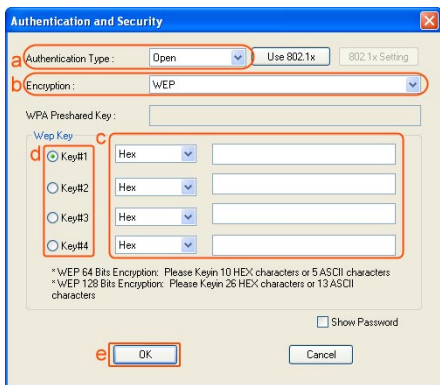 Authentication and Security
a Authentication Type : Open Use 802.1x 802.1x Setting
b Encryption : WEP
WPA Preshared Key :
Wep Key
d c
Key#1 Hex
Key#2 Hex
Key#3 Hex
Key#4 Hex
* WEP 64 Bits Encryption: Please Keyin 10 HEX characters or 5 ASCII characters
* WEP 128 Bits Encryption: Please Keyin 26 HEX characters or 13 ASCII
characters
Show Password
e OK Cancel